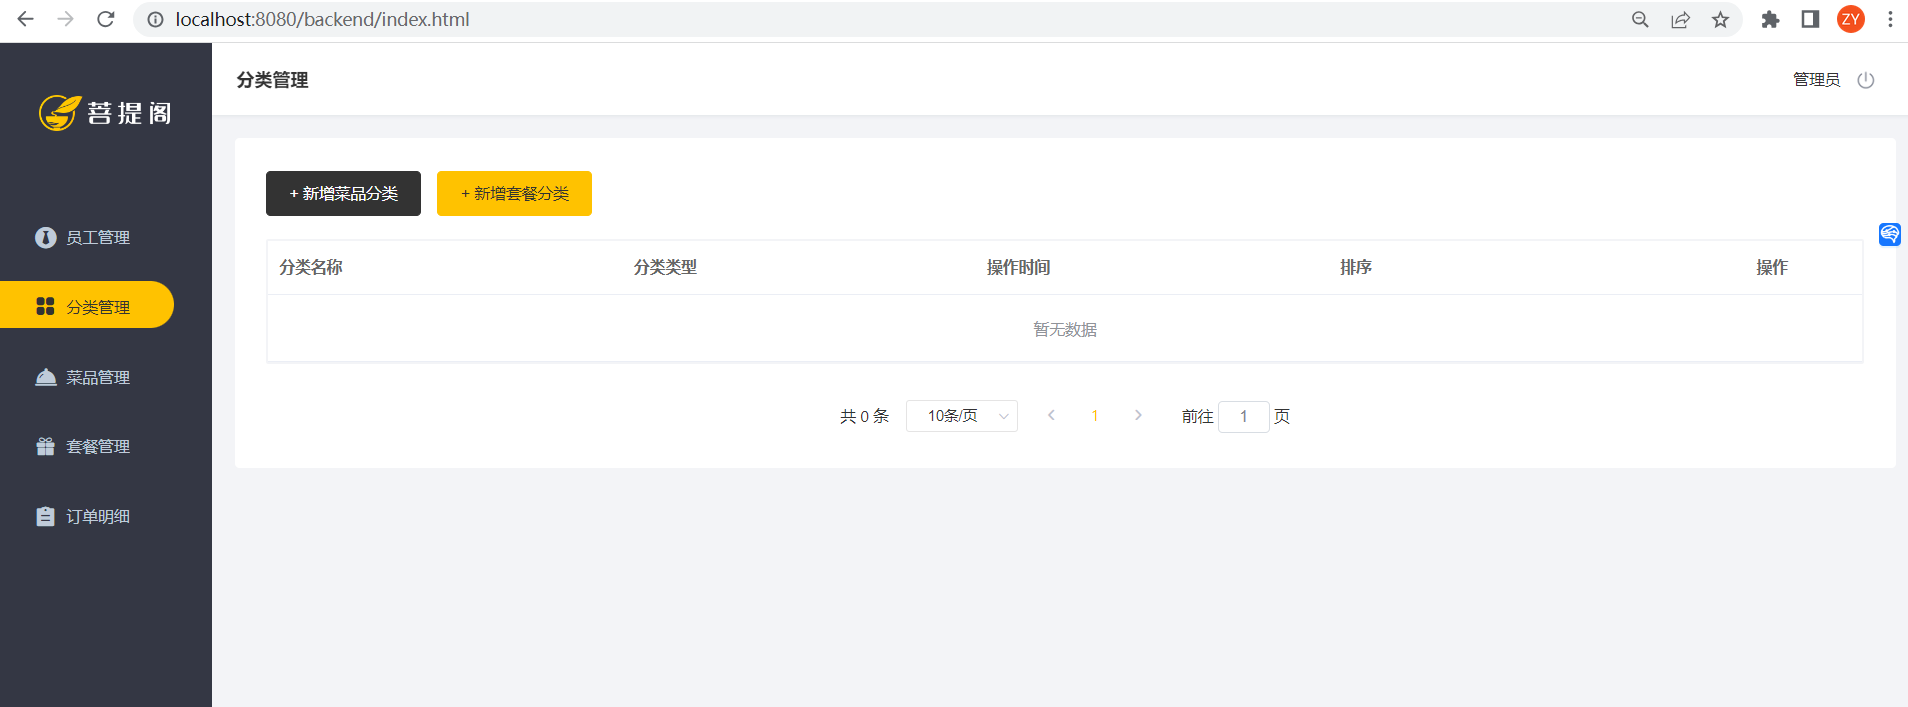 localhost:8080/backend/index.html
ZY
菩提阁
分类管理
管理员
员工管理
分类管理
菜品管理
套餐管理
订单明细
+ 新增菜品分类
+ 新增套餐分类
分类名称 分类类型 操作时间 排序 操作
暂无数据
共 0 条 10条/页 1 前往 1 页